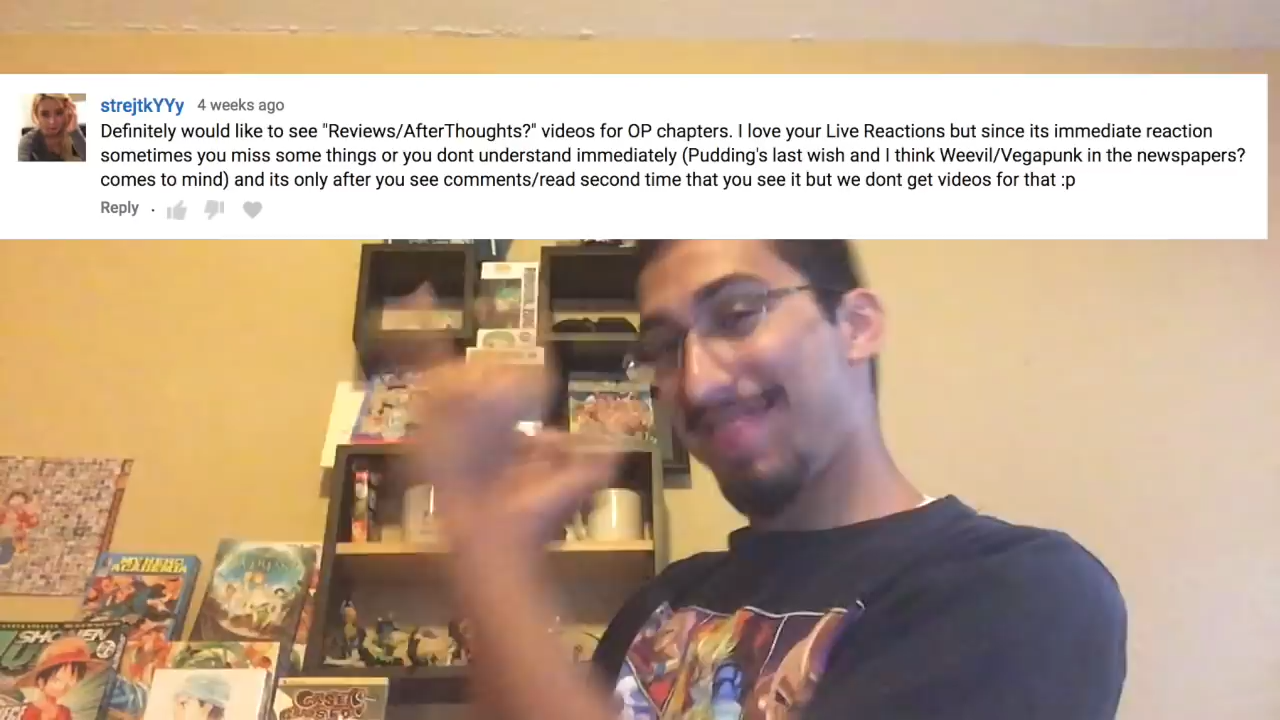 strejtkYYy 4 weeks ago
Definitely would like to see "Reviews/AfterThoughts?" videos for OP chapters. I love your Live Reactions but since its immediate reaction
sometimes you miss some things or you dont understand immediately (Pudding's last wish and I think Weevil/Vegapunk in the newspapers?
comes to mind) and its only after you see comments/read second time that you see it but we dont get videos for that :p
Reply .
MY HERO
ACADEMIA
SHONEN
CASE
CLOSED